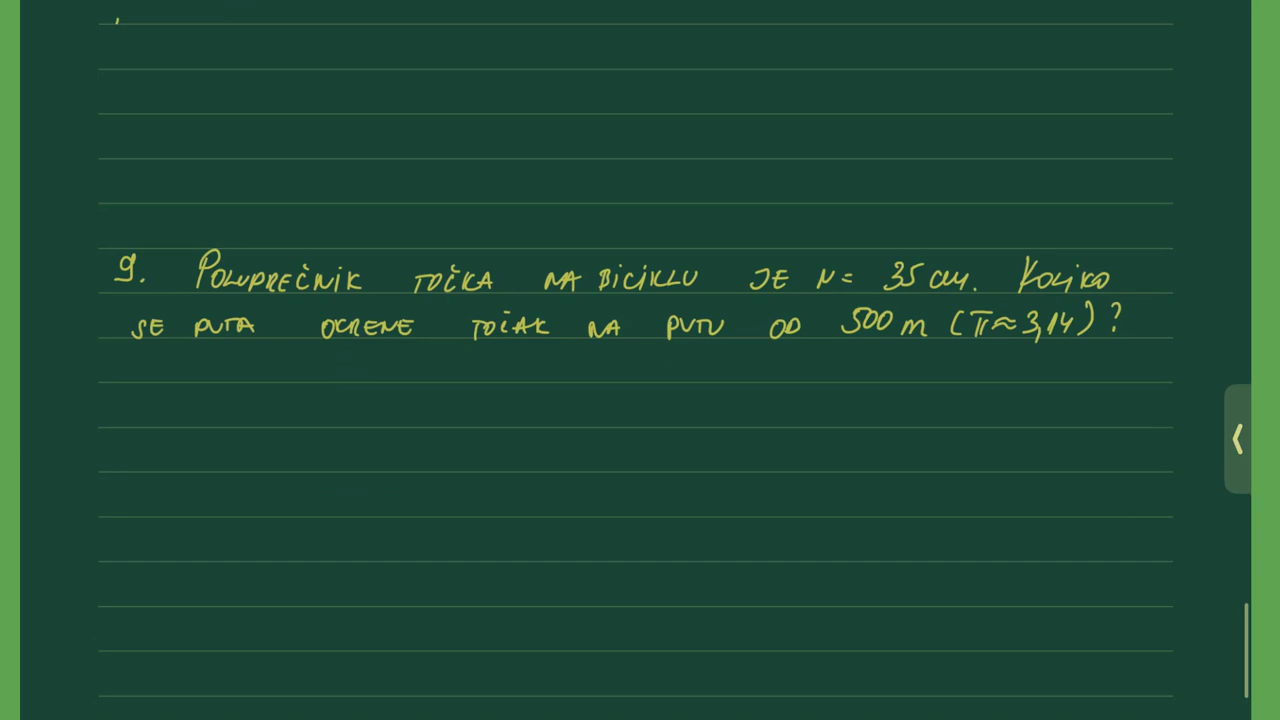 9. POLUPREČNIK TOČKA NA BICIKLU JE r = 35 cm. KOLIKO
SE PUTA OKRENE TOČAK NA PUTU OD 500 m (π≈3,14)?